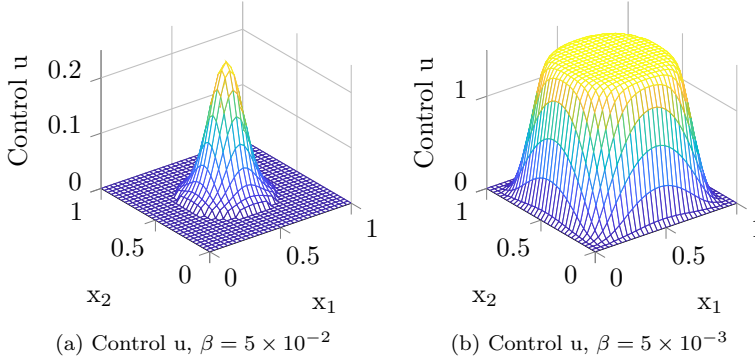 Control u
0.2
0.1
0
1
0.5
0
x₂
0
0.5
1
x₁
Control u
1
0
1
0.5
0
x₂
0
0.5
1
x₁
(a) Control u, β = 5 × 10⁻²
(b) Control u, β = 5 × 10⁻³